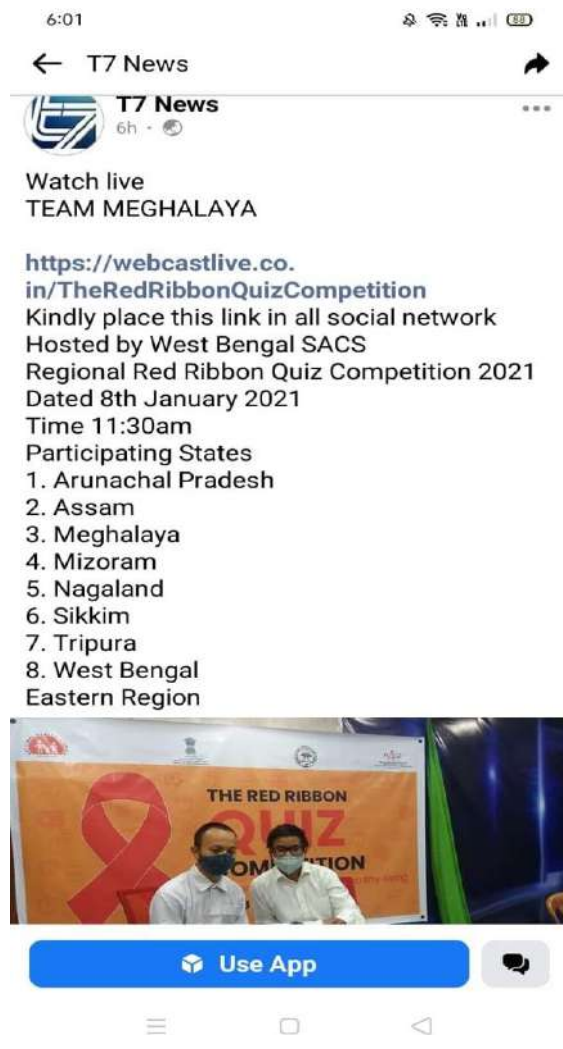 6:01
88
T7 News
T7 News
6h
Watch live
TEAM MEGHALAYA
https://webcastlive.co.
in/TheRedRibbonQuizCompetition
Kindly place this link in all social network
Hosted by West Bengal SACS
Regional Red Ribbon Quiz Competition 2021
Dated 8th January 2021
Time 11:30am
Participating States
1. Arunachal Pradesh
2. Assam
3. Meghalaya
4. Mizoram
5. Nagaland
6. Sikkim
7. Tripura
8. West Bengal
Eastern Region
THE RED RIBBON
QUIZ
Use App